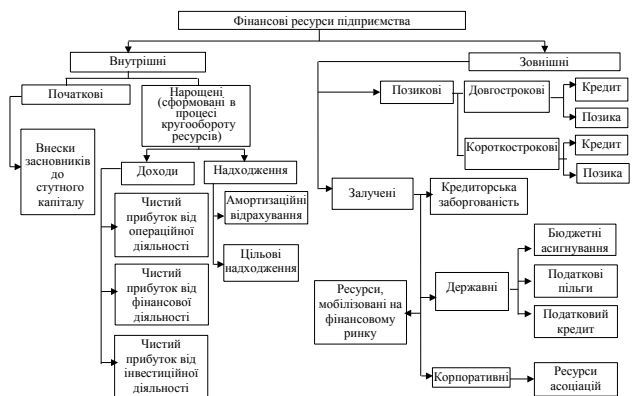 Фінансові ресурси підприємства
Внутрішні
Зовнішні
Початкові
Нарощені
(сформовані в
процесі
кругообороту
ресурсів)
Внески
засновників
до
стутного
капіталу
Доходи
Надходження
Чистий
прибуток від
операційної
діяльності
Чистий
прибуток від
фінансової
діяльності
Чистий
прибуток від
інвестиційної
діяльності
Амортизаційні
відрахування
Цільові
надходження
Позикові
Довгострокові
Кредит
Позика
Короткострокові
Кредит
Позика
Залучені
Кредиторська
заборгованість
Ресурси,
мобілізовані на
фінансовому
ринку
Державні
Бюджетні
асигнування
Податкові
пільги
Податковий
кредит
Корпоративні
Ресурси
асоціацій